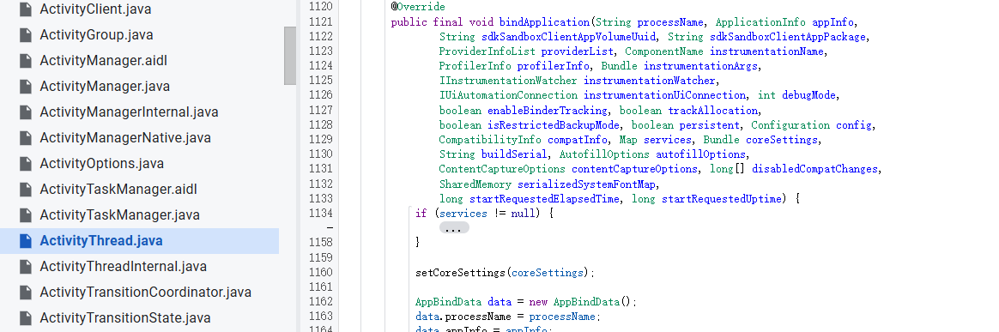 ActivityClient.java
ActivityGroup.java
ActivityManager.aidl
ActivityManager.java
ActivityManagerInternal.java
ActivityManagerNative.java
ActivityOptions.java
ActivityTaskManager.aidl
ActivityTaskManager.java
ActivityThread.java
ActivityThreadInternal.java
ActivityTransitionCoordinator.java
ActivityTransitionState.java
1120 @Override
1121 public final void bindApplication(String processName, ApplicationInfo appInfo,
1122 String sdkSandboxClientAppVolumeUuid, String sdkSandboxClientAppPackage,
1123 ProviderInfoList providerList, ComponentName instrumentationName,
1124 ProfilerInfo profilerInfo, Bundle instrumentationArgs,
1125 IInstrumentationWatcher instrumentationWatcher,
1126 IUiAutomationConnection instrumentationUiConnection, int debugMode,
1127 boolean enableBinderTracking, boolean trackAllocation,
1128 boolean isRestrictedBackupMode, boolean persistent, Configuration config,
1129 CompatibilityInfo compatInfo, Map services, Bundle coreSettings,
1130 String buildSerial, AutofillOptions autofillOptions,
1131 ContentCaptureOptions contentCaptureOptions, long[] disabledCompatChanges,
1132 SharedMemory serializedSystemFontMap,
1133 long startRequestedElapsedTime, long startRequestedUptime) {
1134 if (services != null) {
– ...
1158 }
1159
1160 setCoreSettings(coreSettings);
1161
1162 AppBindData data = new AppBindData();
1163 data.processName = processName;
1164 data.appInfo = appInfo;